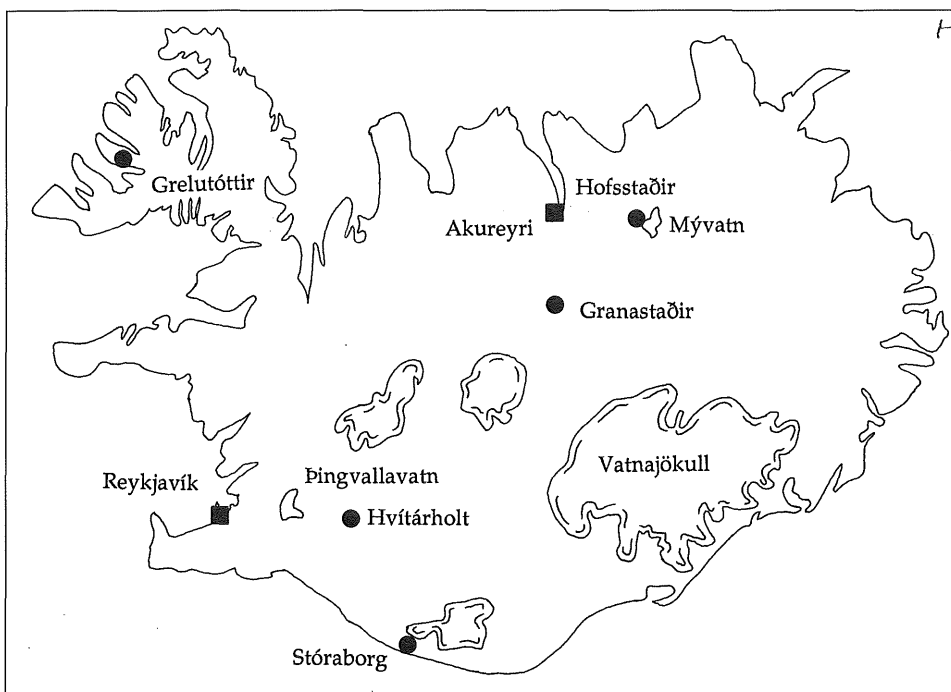 Grelutóttir
Hofsstaðir
Akureyri
Mývatn
Granastaðir
Vatnajökull
Reykjavík
Þingvallavatn
Hvítárholt
Stóraborg